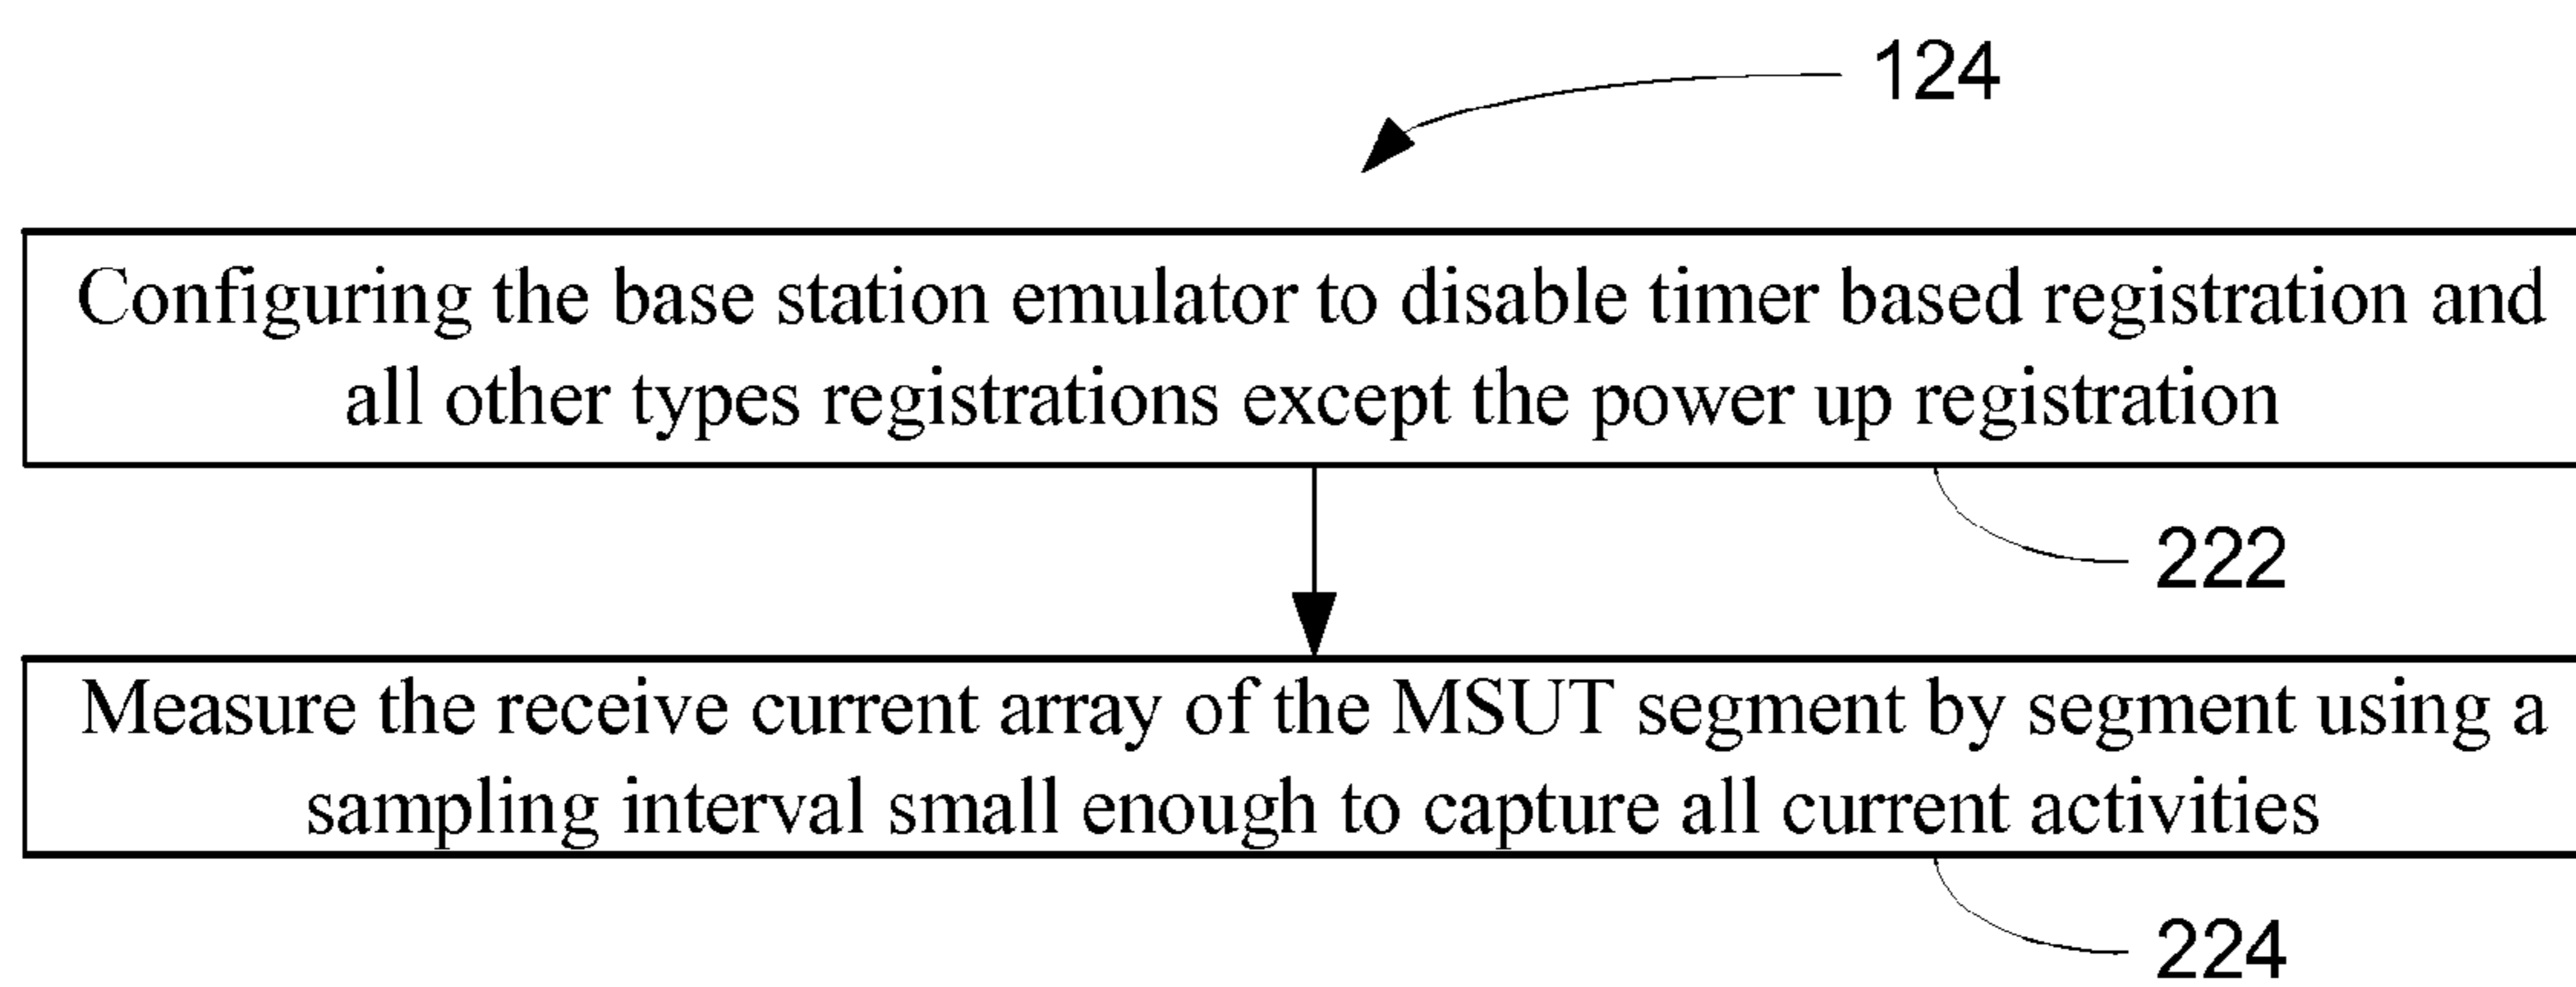 124
Configuring the base station emulator to disable timer based registration and
all other types registrations except the power up registration
222
Measure the receive current array of the MSUT segment by segment using a
sampling interval small enough to capture all current activities
224